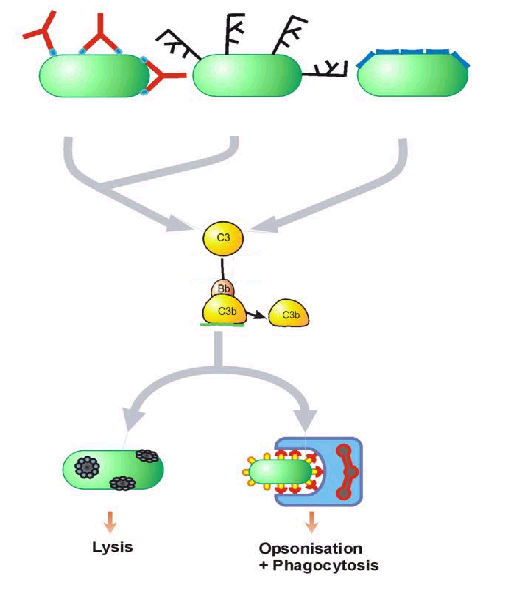 C3
Bb
C3b
C3b
Lysis
Opsonisation
+ Phagocytosis